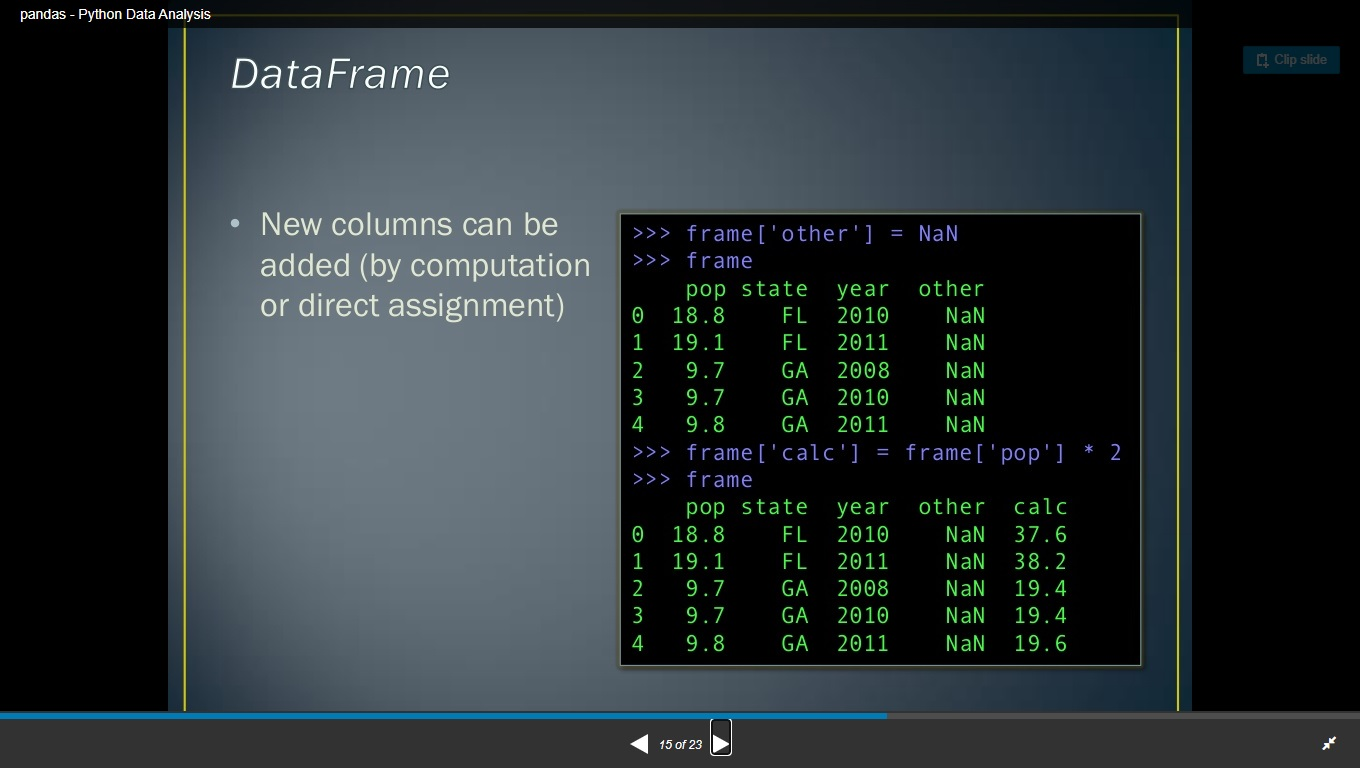 pandas - Python Data Analysis
Clip slide
DataFrame
• New columns can be
added (by computation
or direct assignment)
>>> frame['other'] = NaN
>>> frame
    pop state  year  other
0  18.8    FL  2010    NaN
1  19.1    FL  2011    NaN
2   9.7    GA  2008    NaN
3   9.7    GA  2010    NaN
4   9.8    GA  2011    NaN
>>> frame['calc'] = frame['pop'] * 2
>>> frame
    pop state  year  other  calc
0  18.8    FL  2010    NaN  37.6
1  19.1    FL  2011    NaN  38.2
2   9.7    GA  2008    NaN  19.4
3   9.7    GA  2010    NaN  19.4
4   9.8    GA  2011    NaN  19.6
15 of 23